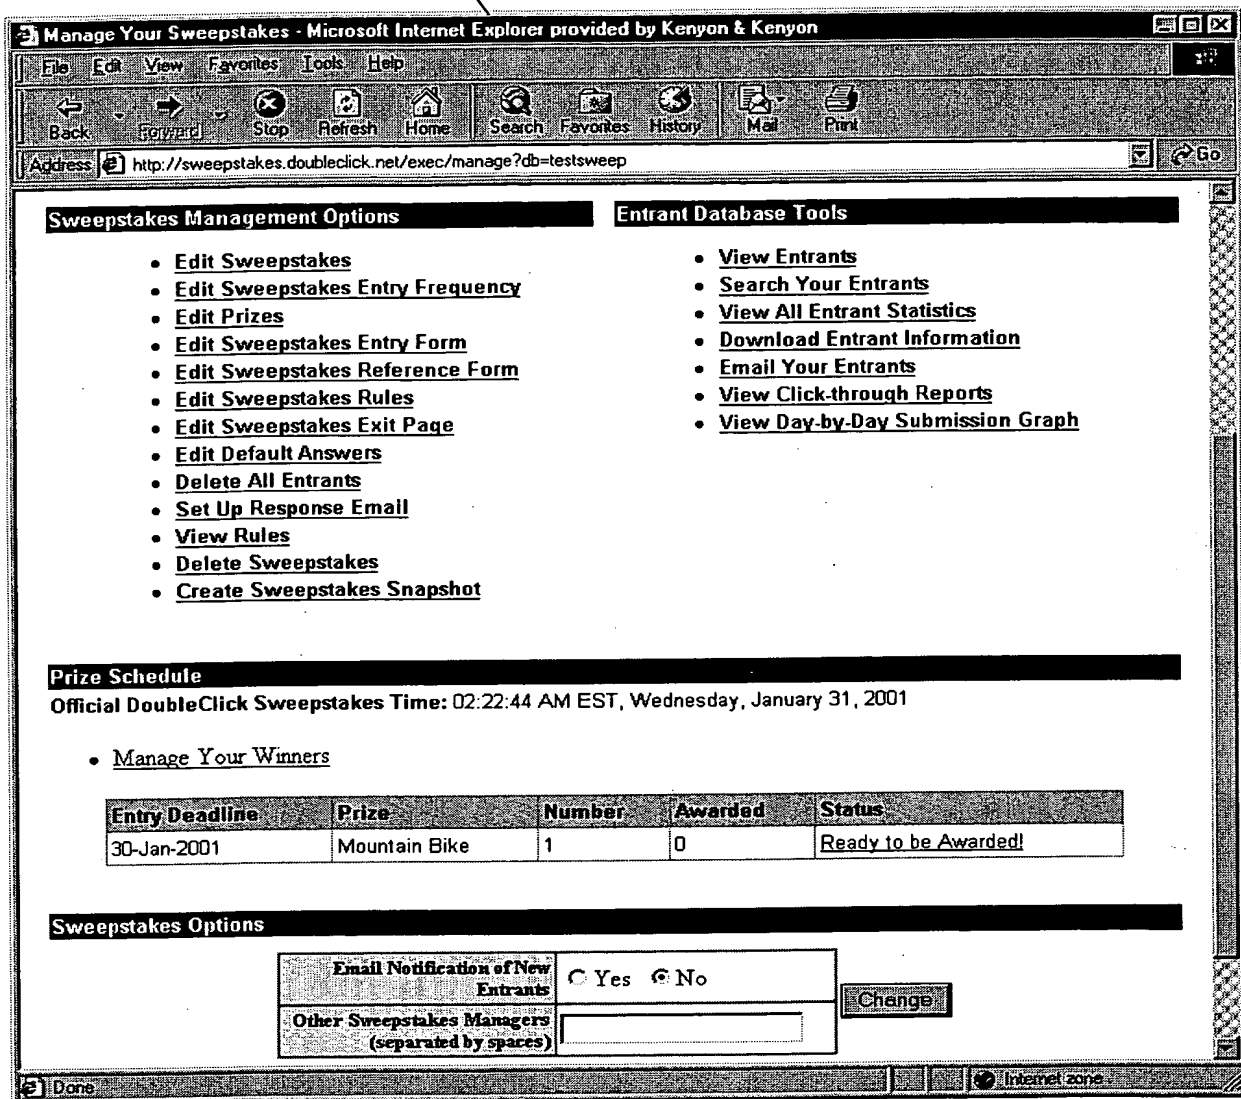 Manage Your Sweepstakes - Microsoft Internet Explorer provided by Kenyon & Kenyon
File Edit View Favorites Tools Help
Back Forward Stop Refresh Home Search Favorites History Mail Print
Address http://sweepstakes.doubleclick.net/exec/manage?db=testsweep Go
Sweepstakes Management Options
• Edit Sweepstakes
• Edit Sweepstakes Entry Frequency
• Edit Prizes
• Edit Sweepstakes Entry Form
• Edit Sweepstakes Reference Form
• Edit Sweepstakes Rules
• Edit Sweepstakes Exit Page
• Edit Default Answers
• Delete All Entrants
• Set Up Response Email
• View Rules
• Delete Sweepstakes
• Create Sweepstakes Snapshot
Entrant Database Tools
• View Entrants
• Search Your Entrants
• View All Entrant Statistics
• Download Entrant Information
• Email Your Entrants
• View Click-through Reports
• View Day-by-Day Submission Graph
Prize Schedule
Official DoubleClick Sweepstakes Time: 02:22:44 AM EST, Wednesday, January 31, 2001
• Manage Your Winners
Entry Deadline Prize Number Awarded Status
30-Jan-2001 Mountain Bike 1 0 Ready to be Awarded!
Sweepstakes Options
Email Notification of New
Entrants
Yes No
Other Sweepstakes Managers
(separated by spaces)
Change
Done Internet zone